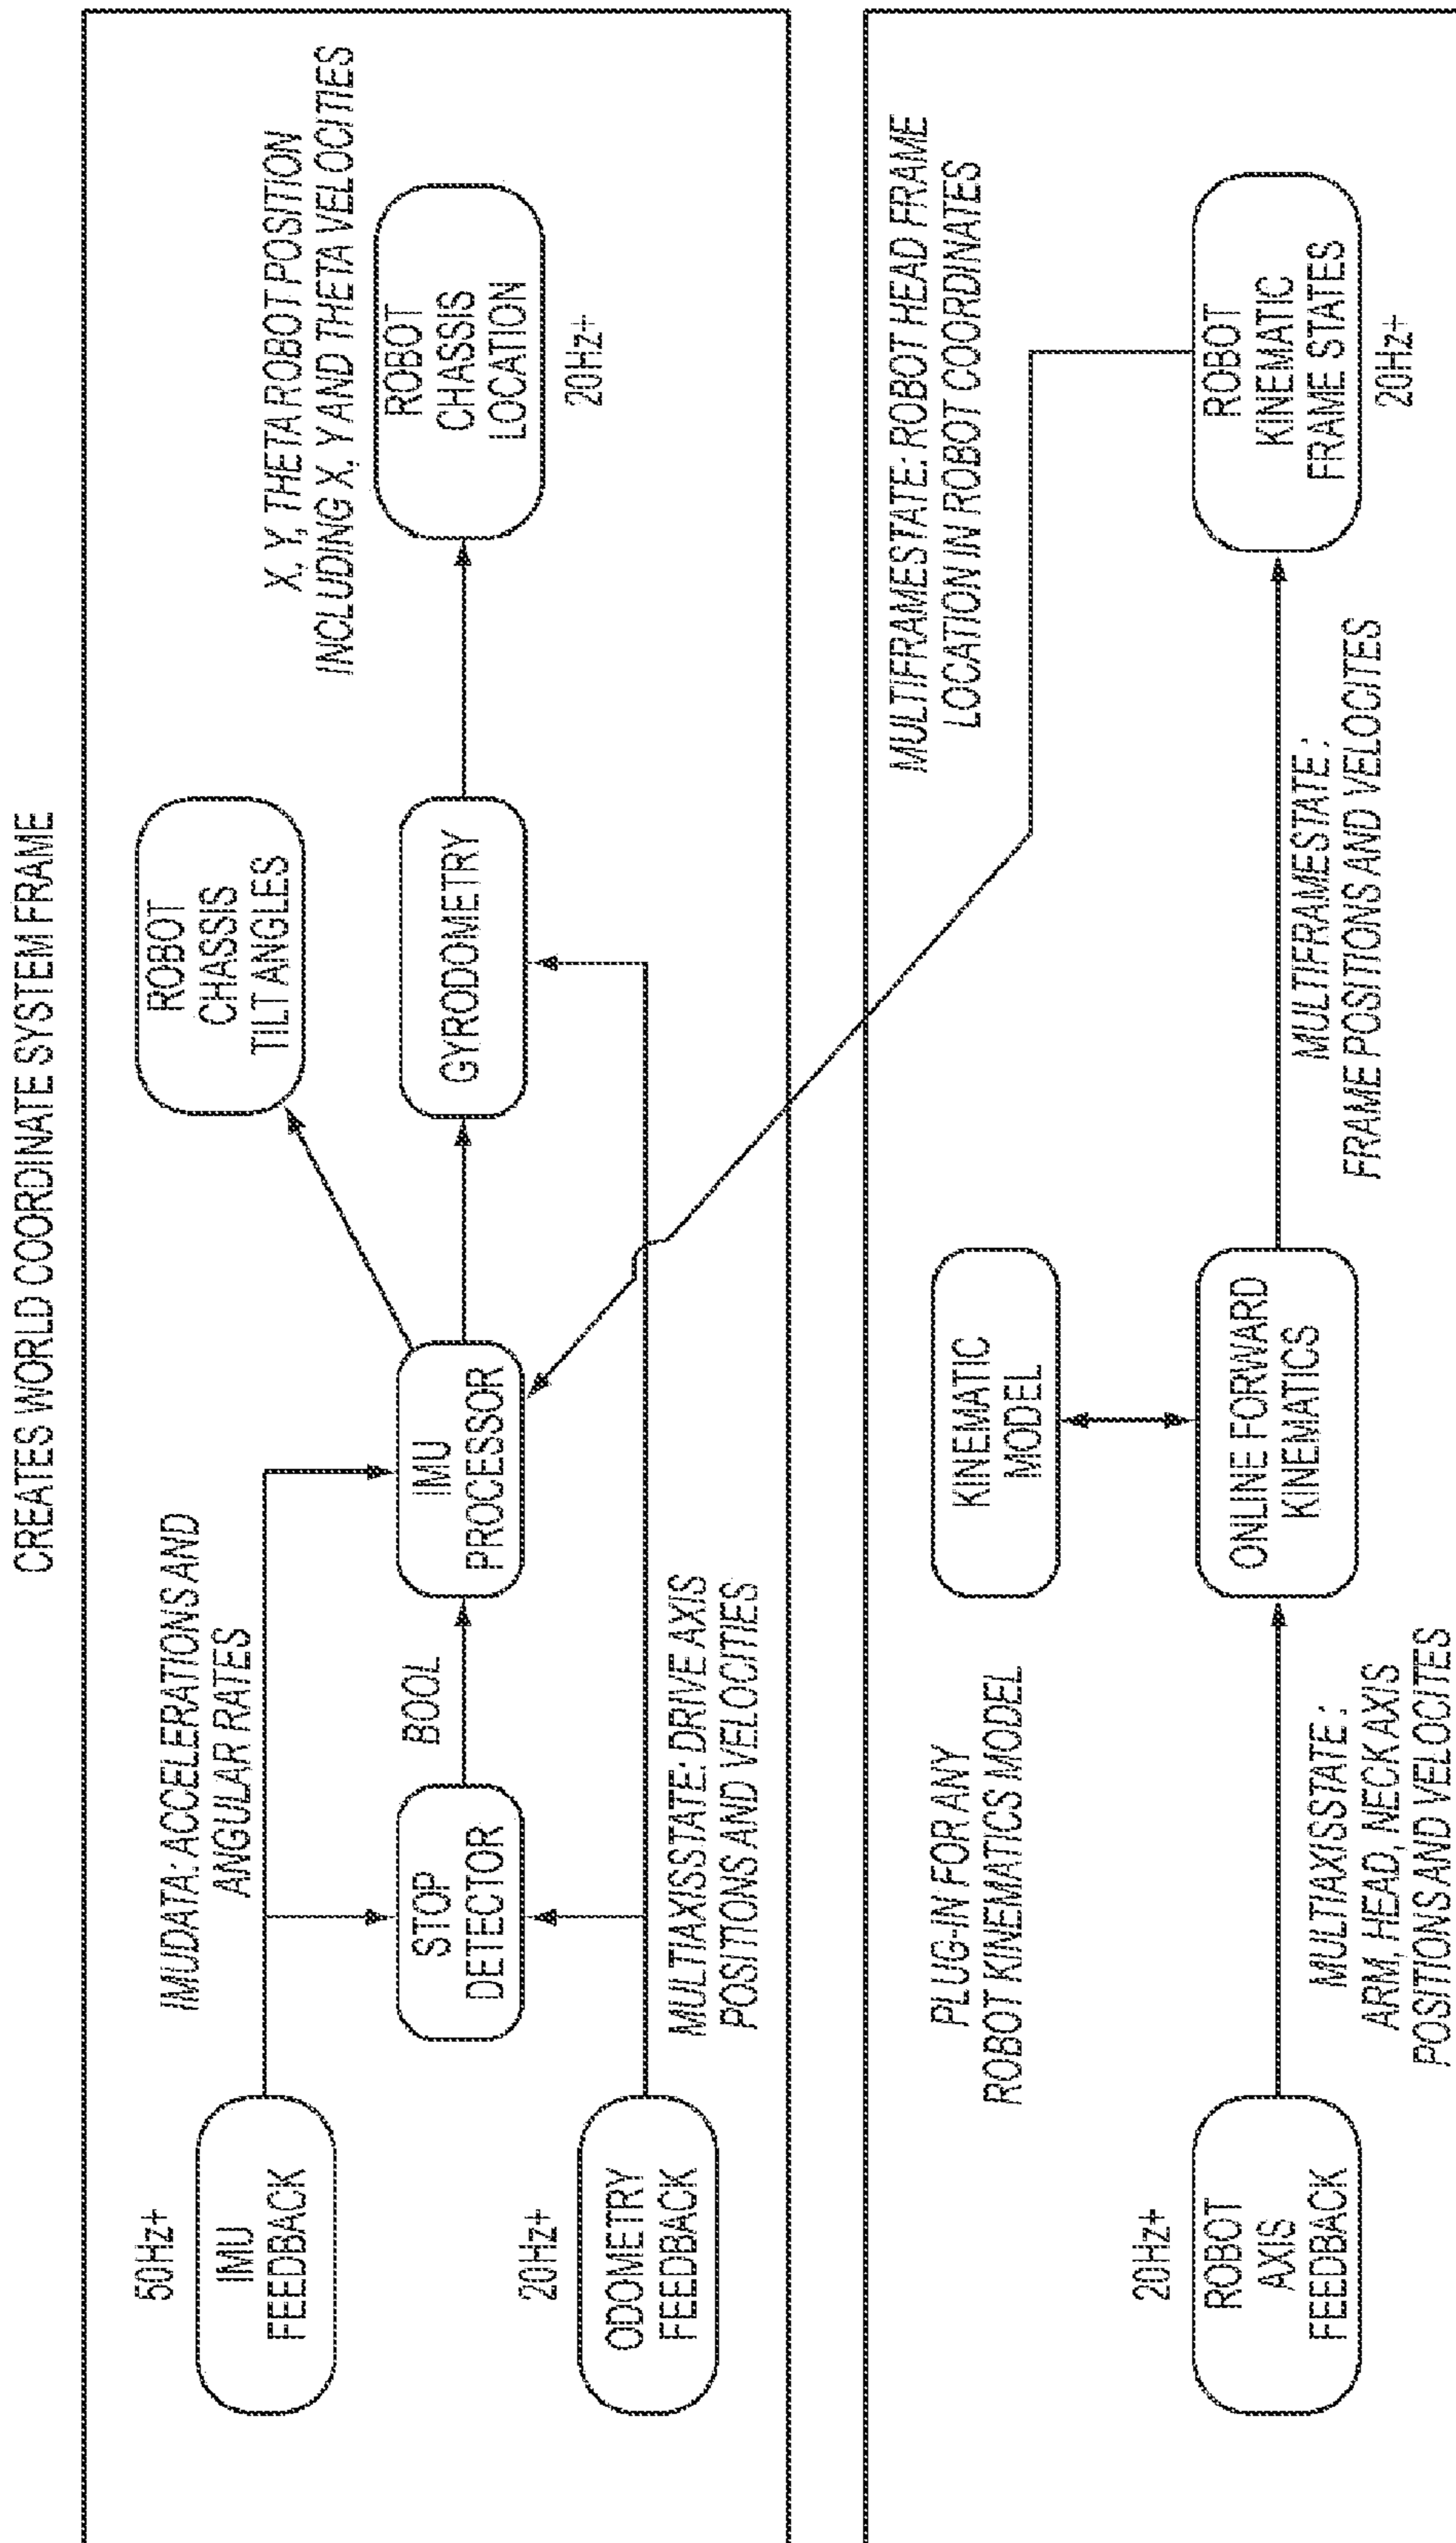 CREATES WORLD COORDINATE SYSTEM FRAME
50Hz+
IMU
FEEDBACK
IMUDATA: ACCELERATIONS AND
ANGULAR RATES
STOP
DETECTOR
BOOL
IMU
PROCESSOR
ROBOT
CHASSIS
TILT ANGLES
GYRODOMETRY
X, Y, THETA ROBOT POSITION
INCLUDING X, Y AND THETA VELOCITIES
ROBOT
CHASSIS
LOCATION
20Hz+
20Hz+
ODOMETRY
FEEDBACK
MULTIAXISSTATE: DRIVE AXIS
POSITIONS AND VELOCITIES
MULTIFRAMESTATE: ROBOT HEAD FRAME
LOCATION IN ROBOT COORDINATES
PLUG-IN FOR ANY
ROBOT KINEMATICS MODEL
KINEMATIC
MODEL
20Hz+
ROBOT
AXIS
FEEDBACK
MULTIAXISSTATE:
ARM, HEAD, NECK AXIS
POSITIONS AND VELOCITES
ONLINE FORWARD
KINEMATICS
MULTIFRAMESTATE:
FRAME POSITIONS AND VELOCITES
ROBOT
KINEMATIC
FRAME STATES
20Hz+